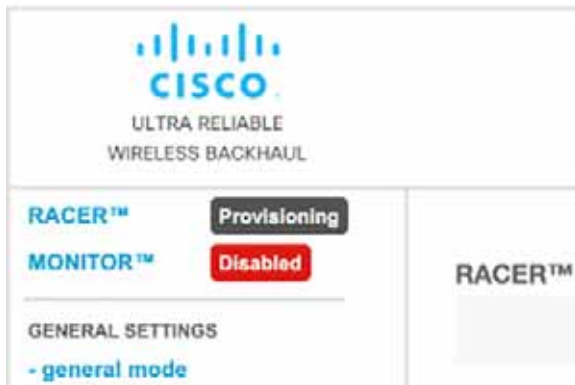 CISCO
ULTRA RELIABLE
WIRELESS BACKHAUL
RACER™ Provisioning
MONITOR™ Disabled
RACER™
GENERAL SETTINGS
- general mode